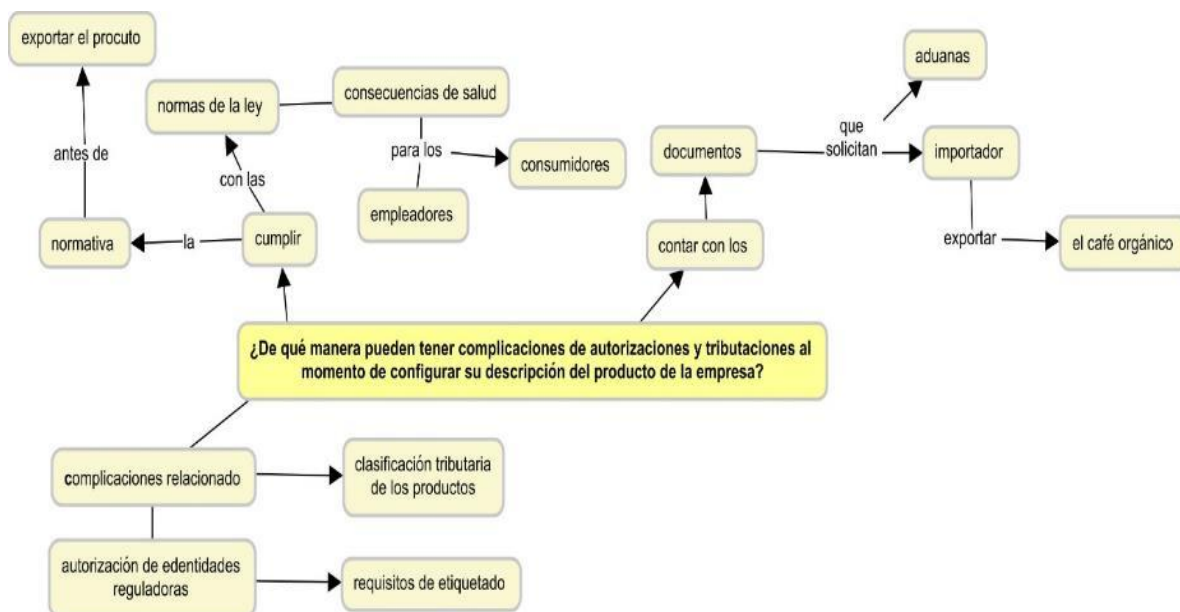 exportar el procuto
aduanas
normas de la ley
consecuencias de salud
que
solicitan
antes de
para los
documentos
importador
consumidores
con las
empleadores
normativa
la
cumplir
contar con los
exportar
el café orgánico
¿De qué manera pueden tener complicaciones de autorizaciones y tributaciones al
momento de configurar su descripción del producto de la empresa?
complicaciones relacionado
clasificación tributaria
de los productos
autorización de edentidades
reguladoras
requisitos de etiquetado